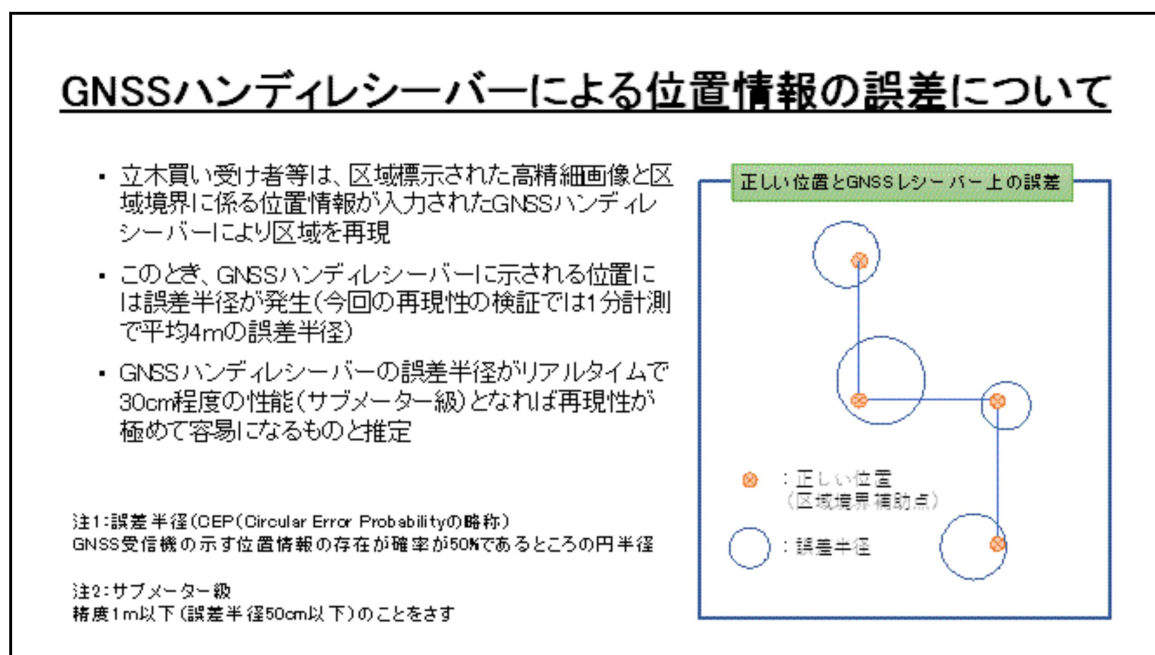 GNSSハンディレシーバーによる位置情報の誤差について
▪ 立木買い受け者等は、区域標示された高精細画像と区
域境界に係る位置情報が入力されたGNSSハンディレ
シーバーにより区域を再現
▪ このとき、GNSSハンディレシーバーに示される位置に
は誤差半径が発生(今回の再現性の検証では1分計測
で平均4mの誤差半径)
▪ GNSSハンディレシーバーの誤差半径がリアルタイムで
30cm程度の性能(サブメーター級)となれば再現性が
極めて容易になるものと推定
注1:誤差半径(CEP(Circular Error Probabilityの略称)
GNSS受信機の示す位置情報の存在が確率が50%であるところの円半径
注2:サブメーター級
精度1m以下(誤差半径50cm以下)のことをさす
正しい位置とGNSSレシーバー上の誤差
:正しい位置
(区域境界補助点)
:誤差半径